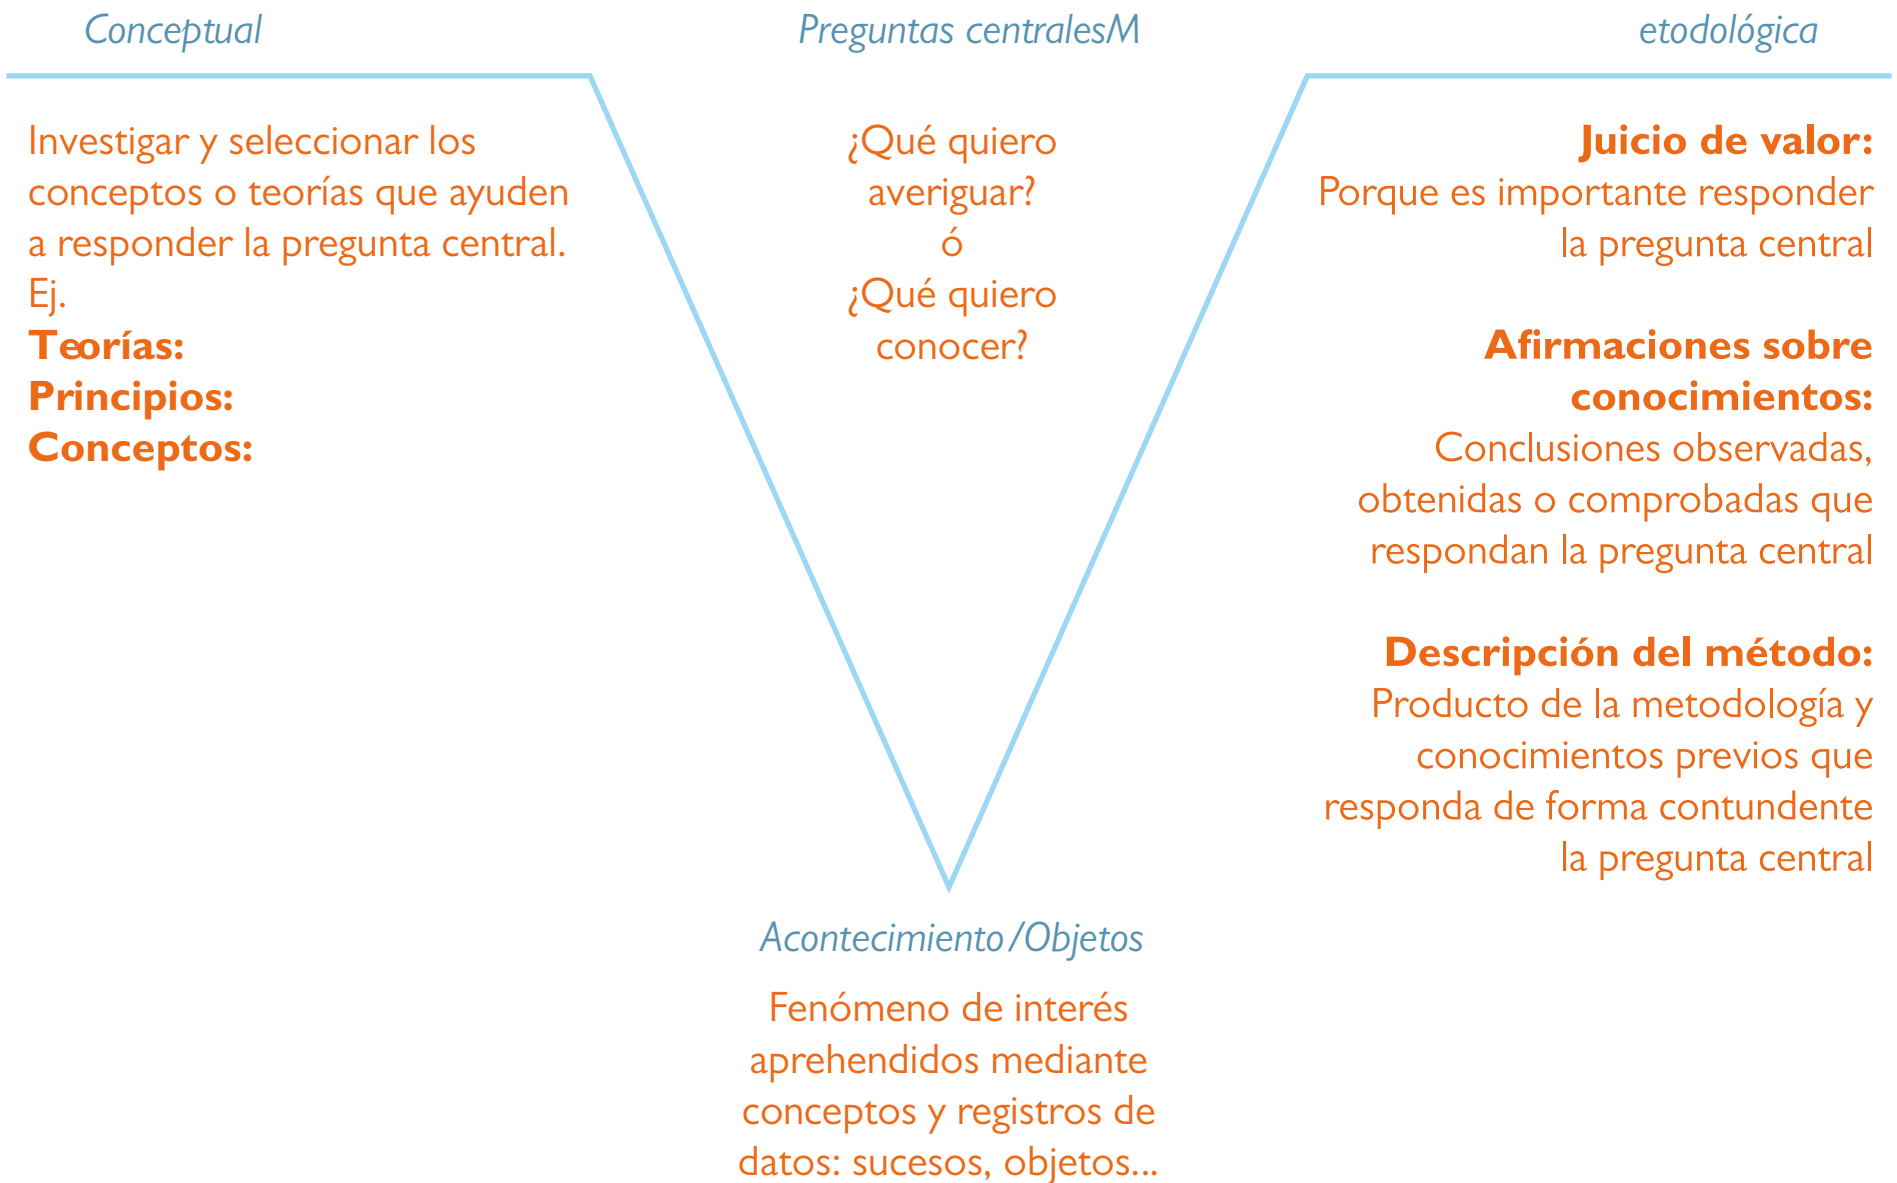 Conceptual
Preguntas centralesM
etodológica
Investigar y seleccionar los
conceptos o teorías que ayuden
a responder la pregunta central.
Ej.
Teorías:
Principios:
Conceptos:
¿Qué quiero
averiguar?
ó
¿Qué quiero
conocer?
Juicio de valor:
Porque es importante responder
la pregunta central
Afirmaciones sobre
conocimientos:
Conclusiones observadas,
obtenidas o comprobadas que
respondan la pregunta central
Descripción del método:
Producto de la metodología y
conocimientos previos que
responda de forma contundente
la pregunta central
Acontecimiento/Objetos
Fenómeno de interés
aprehendidos mediante
conceptos y registros de
datos: sucesos, objetos...